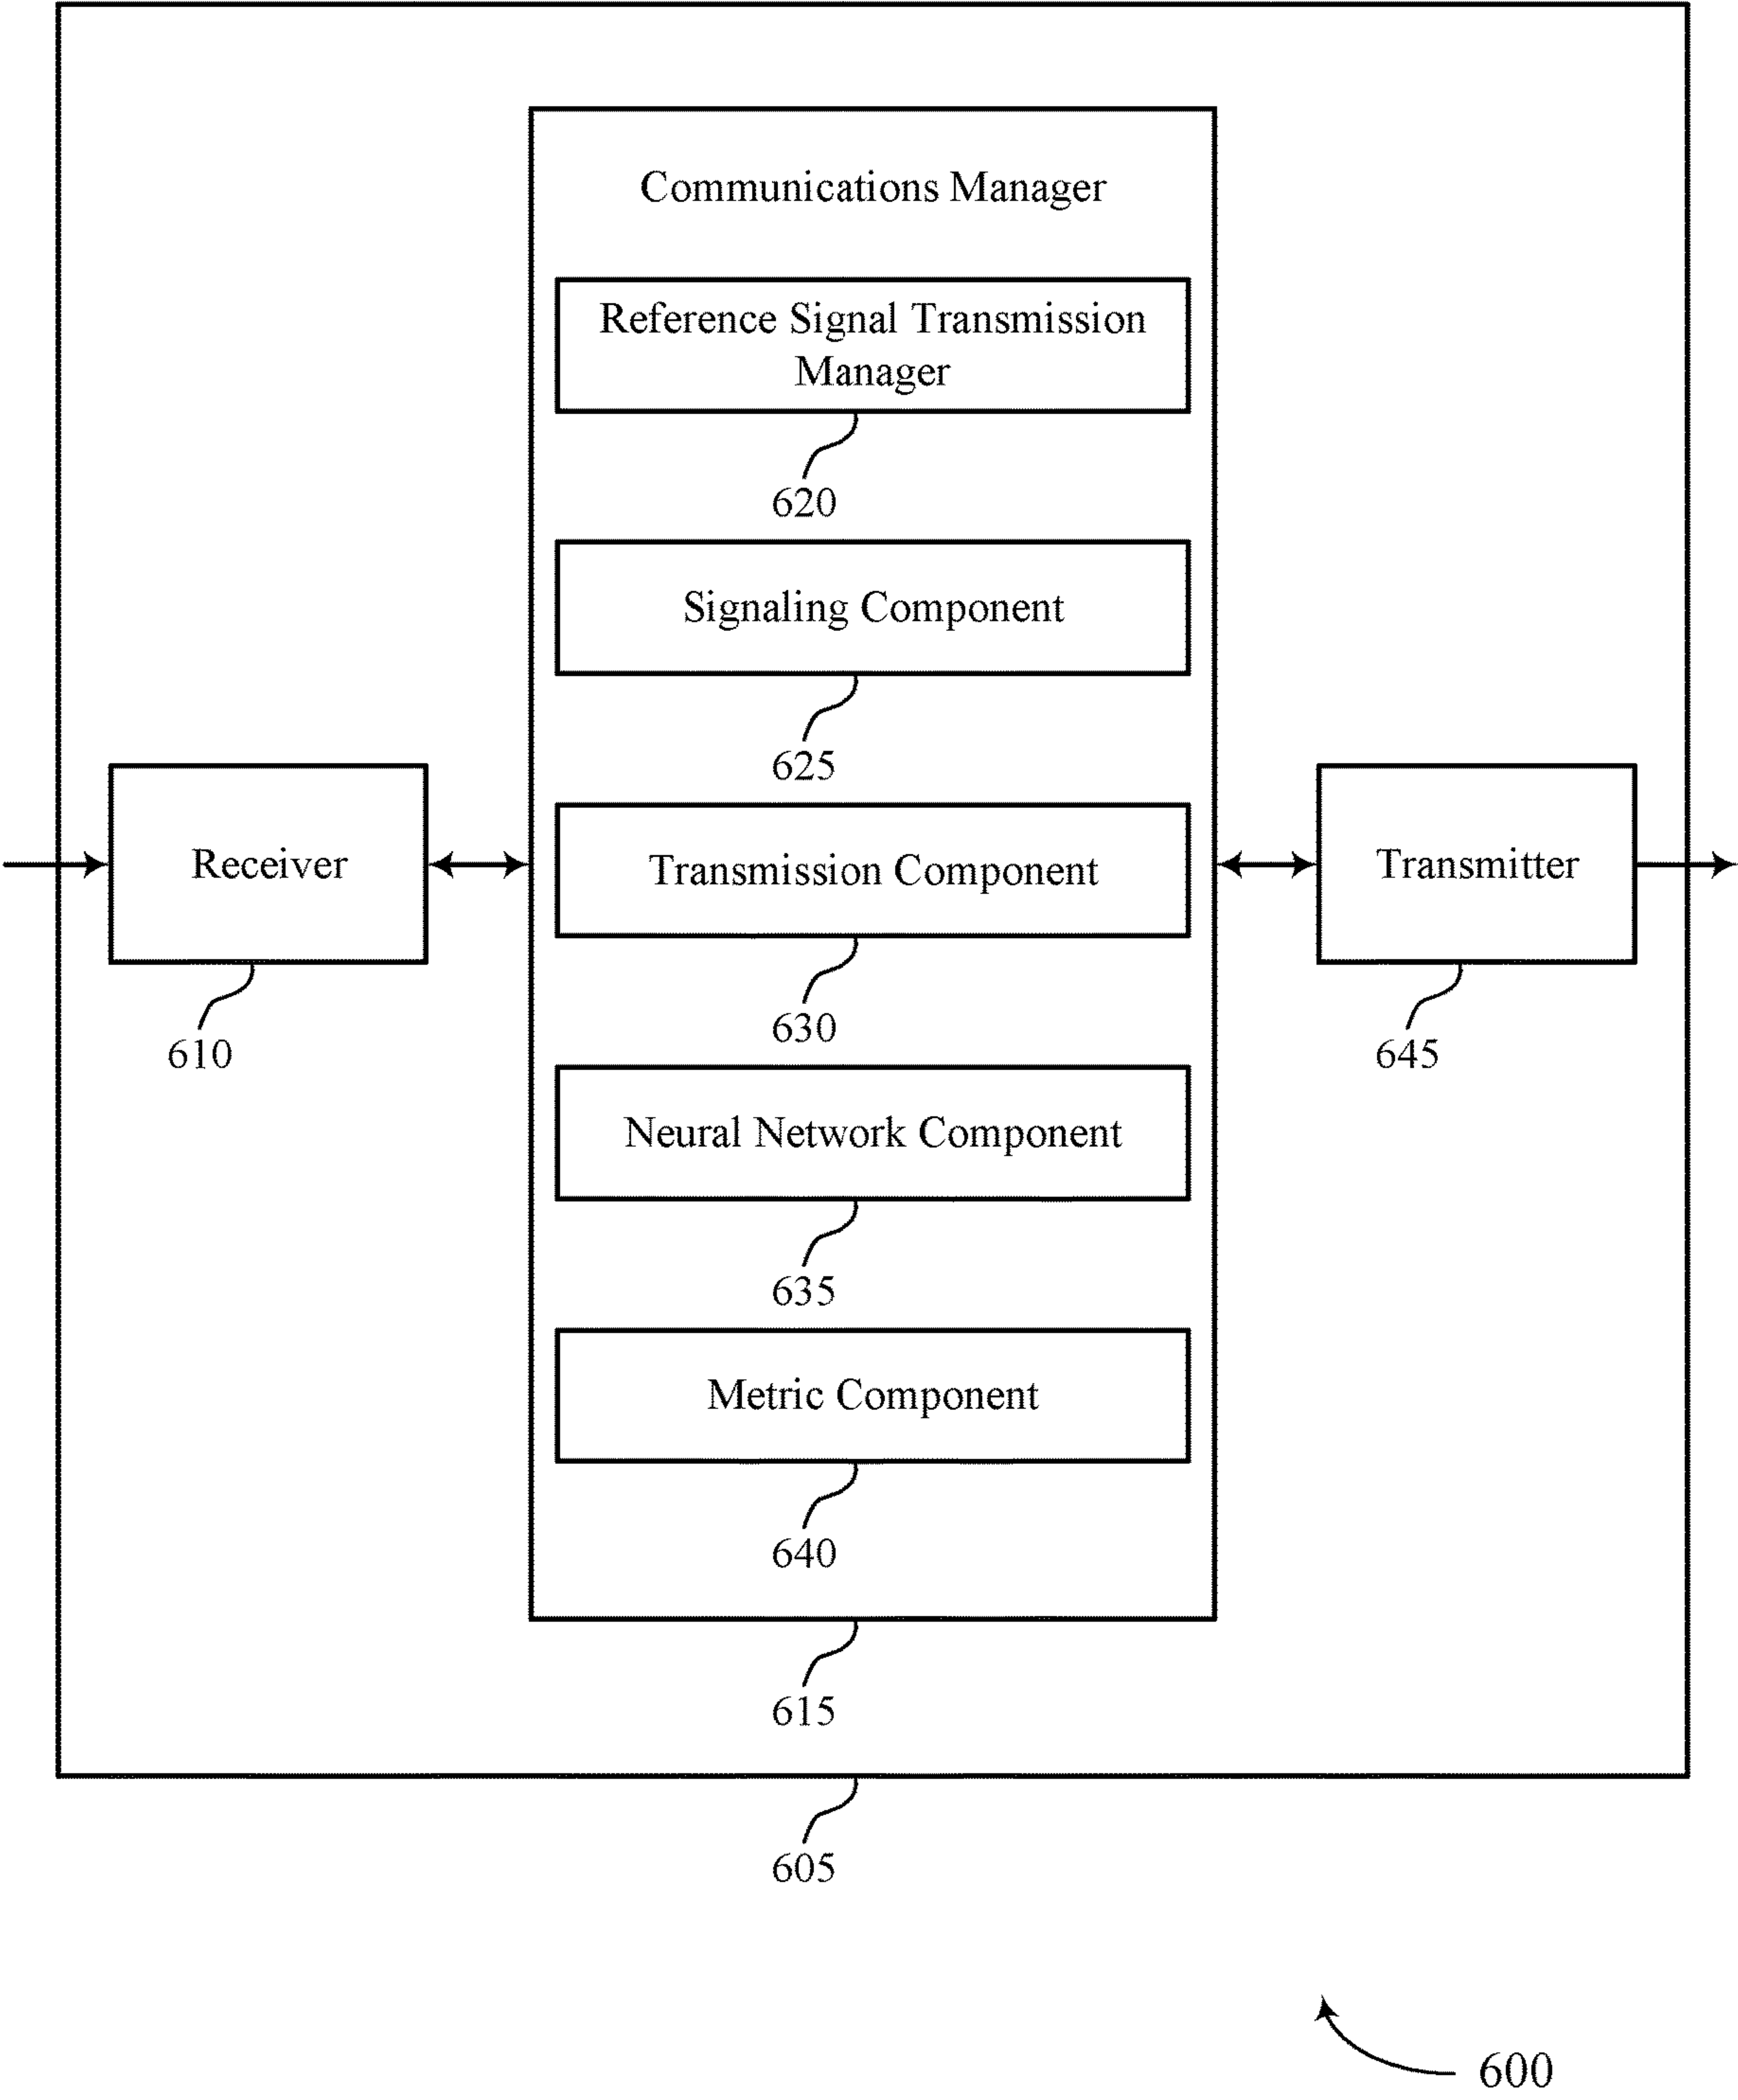 Communications Manager
Reference Signal Transmission
Manager
620
Signaling Component
625
Receiver
610
Transmission Component
630
Transmitter
645
Neural Network Component
635
Metric Component
640
615
605
600